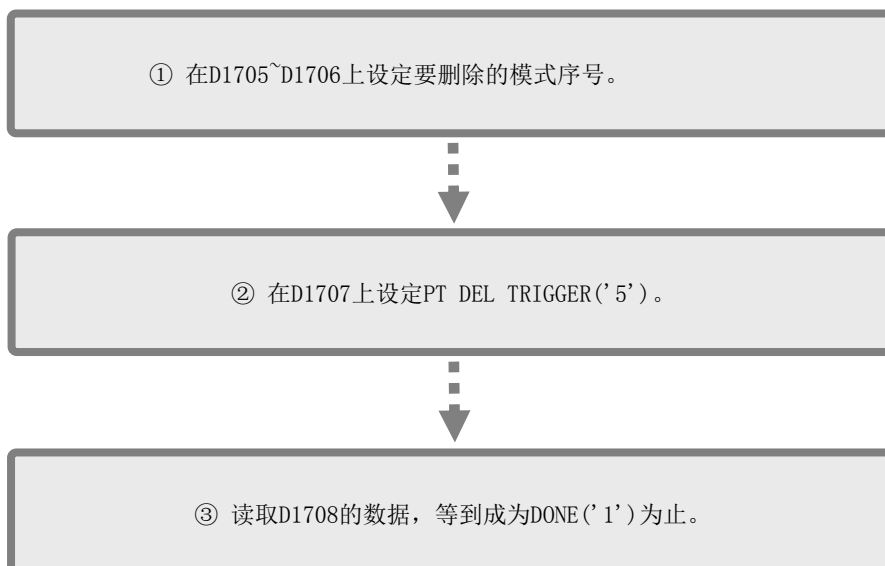 ① 在D1705~D1706上设定要删除的模式序号。
② 在D1707上设定PT DEL TRIGGER('5')。
③ 读取D1708的数据，等到成为DONE('1')为止。